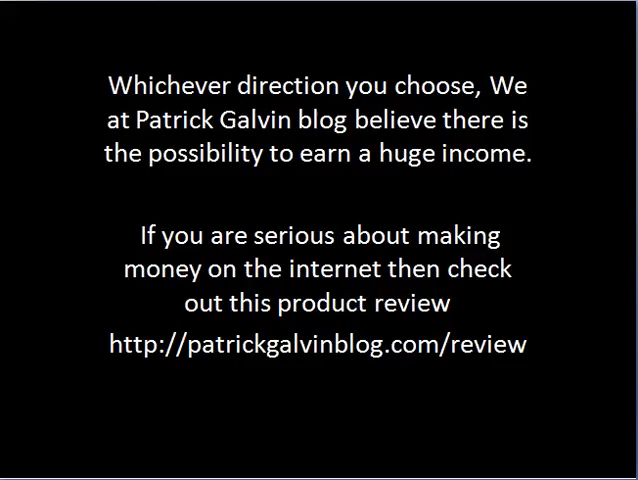 Whichever direction you choose, We
at Patrick Galvin blog believe there is
the possibility to earn a huge income.
If you are serious about making
money on the internet then check
out this product review
http://patrickgalvinblog.com/review